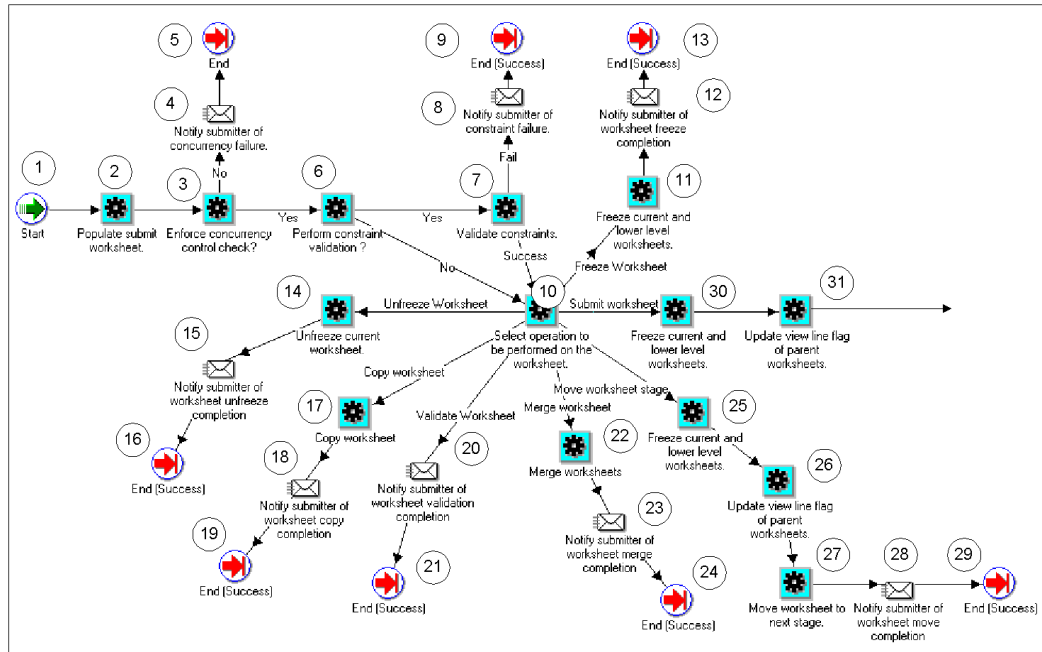 5
End
4
Notify submitter of
concurrency failure.
No
9
End (Success)
8
Notify submitter of
constraint failure.
Fail
13
End (Success)
12
Notify submitter of
worksheet freeze
completion
11
Freeze current and
lower level
worksheets.
Freeze Worksheet
1
Start
2
Populate submit
worksheet.
3
Enforce concurrency
control check?
Yes
6
Perform constraint
validation ?
Yes
7
Validate constraints.
Success
No
10
Select operation to
be performed on the
worksheet.
Submit worksheet
30
Freeze current and
lower level
worksheets.
31
Update view line flag
of parent
worksheets.
Unfreeze Worksheet
14
Unfreeze current
worksheet.
15
Notify submitter of
worksheet unfreeze
completion
16
End (Success)
Copy worksheet
17
Copy worksheet
18
Notify submitter of
worksheet copy
completion
19
End (Success)
Validate Worksheet
20
Notify submitter of
worksheet validation
completion
21
End (Success)
Merge worksheet
22
Merge worksheets
23
Notify submitter of
worksheet merge
completion
24
End (Success)
Move worksheet stage
25
Freeze current and
lower level
worksheets.
26
Update view line flag
of parent
worksheets.
27
Move worksheet to
next stage.
28
Notify submitter of
worksheet move
completion
29
End (Success)